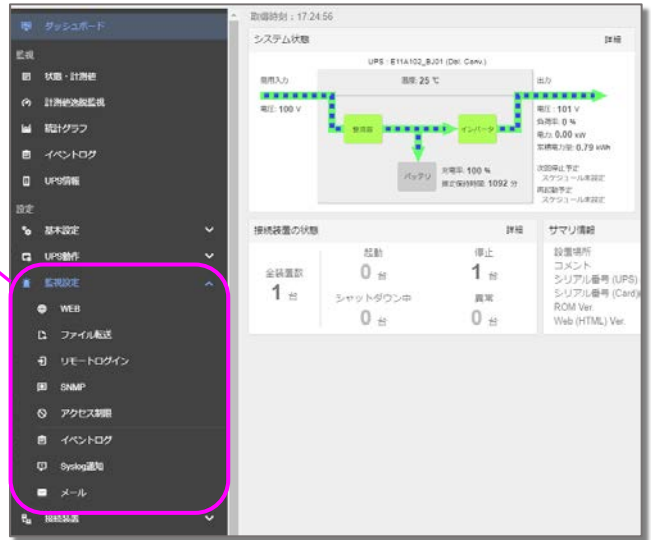 ダッシュボード
監視
状態・計測値
計測値逸脱監視
統計グラフ
イベントログ
UPS情報
設定
基本設定
UPS動作
監視設定
WEB
ファイル転送
リモートログイン
SNMP
アクセス制限
イベントログ
Syslog通知
メール
接続装置
取得時刻 : 17:24:56
システム状態
詳細
UPS : E11A102_BJ01 (Dbl. Conv.)
商用入力
電圧: 100 V
温度: 25 ℃
整流器
インバータ
バッテリ
充電率: 100 %
推定保持時間: 1092 分
出力
電圧: 101 V
負荷率: 0 %
電力: 0.00 kW
累積電力量: 0.79 kWh
次回停止予定
スケジュール未設定
再起動予定
スケジュール未設定
接続装置の状態
詳細
全装置数
1 台
起動
0 台
停止
1 台
シャットダウン中
0 台
異常
0 台
サマリ情報
設置場所
コメント
シリアル番号 (UPS)
シリアル番号 (Card)
ROM Ver.
Web (HTML) Ver.